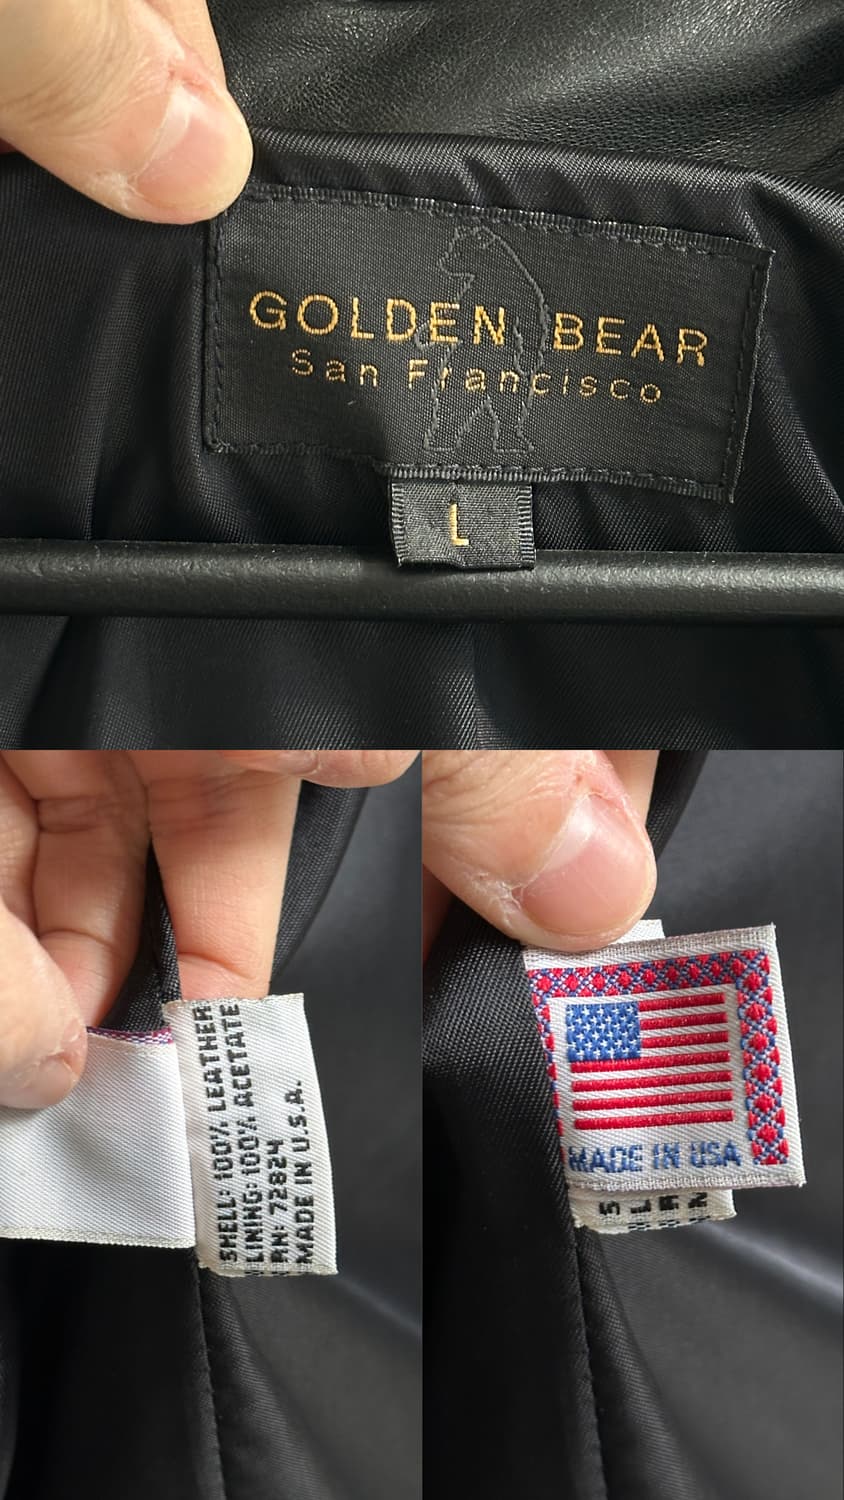 GOLDEN BEAR
San Francisco
L
SHELL: 100% LEATHER
LINING: 100% ACETATE
RN: 72824
MADE IN U.S.A.
MADE IN USA
S
L
R
M